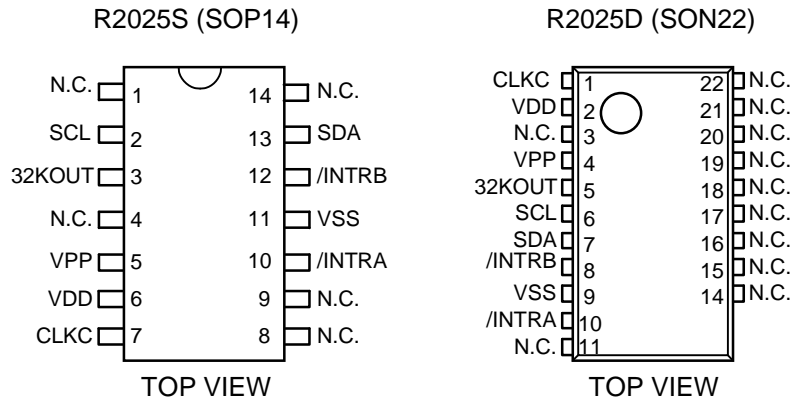 R2025S (SOP14)
N.C. 1 14 N.C.
SCL 2 13 SDA
32KOUT 3 12 /INTRB
N.C. 4 11 VSS
VPP 5 10 /INTRA
VDD 6 9 N.C.
CLKC 7 8 N.C.
TOP VIEW
R2025D (SON22)
CLKC 1 22 N.C.
VDD 2 21 N.C.
N.C. 3 20 N.C.
VPP 4 19 N.C.
32KOUT 5 18 N.C.
SCL 6 17 N.C.
SDA 7 16 N.C.
/INTRB 8 15 N.C.
VSS 9 14 N.C.
/INTRA 10
N.C. 11
TOP VIEW